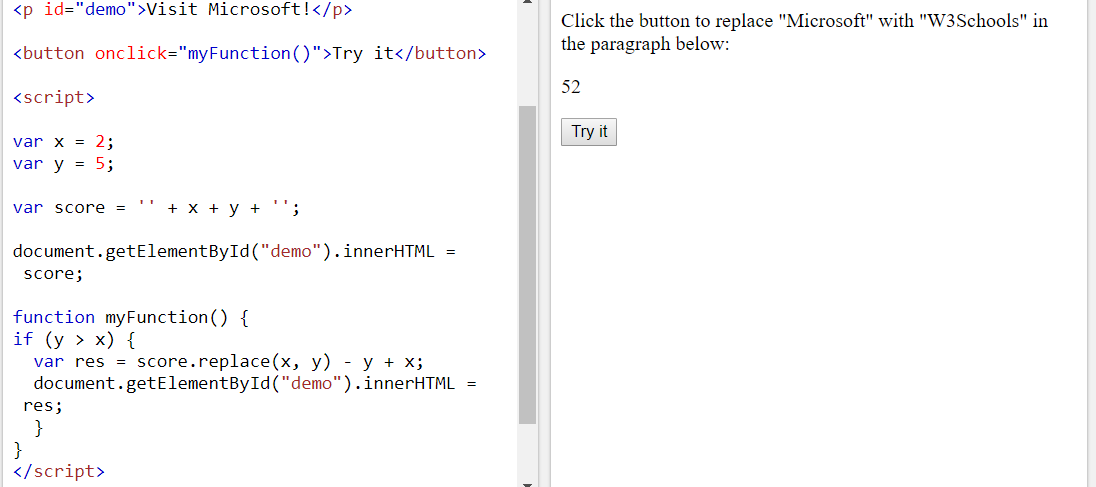 <p id="demo">Visit Microsoft!</p>
<button onclick="myFunction()">Try it</button>
<script>
var x = 2;
var y = 5;
var score = '' + x + y + '';
document.getElementById("demo").innerHTML =
score;
function myFunction() {
if (y > x) {
var res = score.replace(x, y) - y + x;
document.getElementById("demo").innerHTML =
res;
}
}
</script>
Click the button to replace "Microsoft" with "W3Schools" in
the paragraph below:
52
Try it